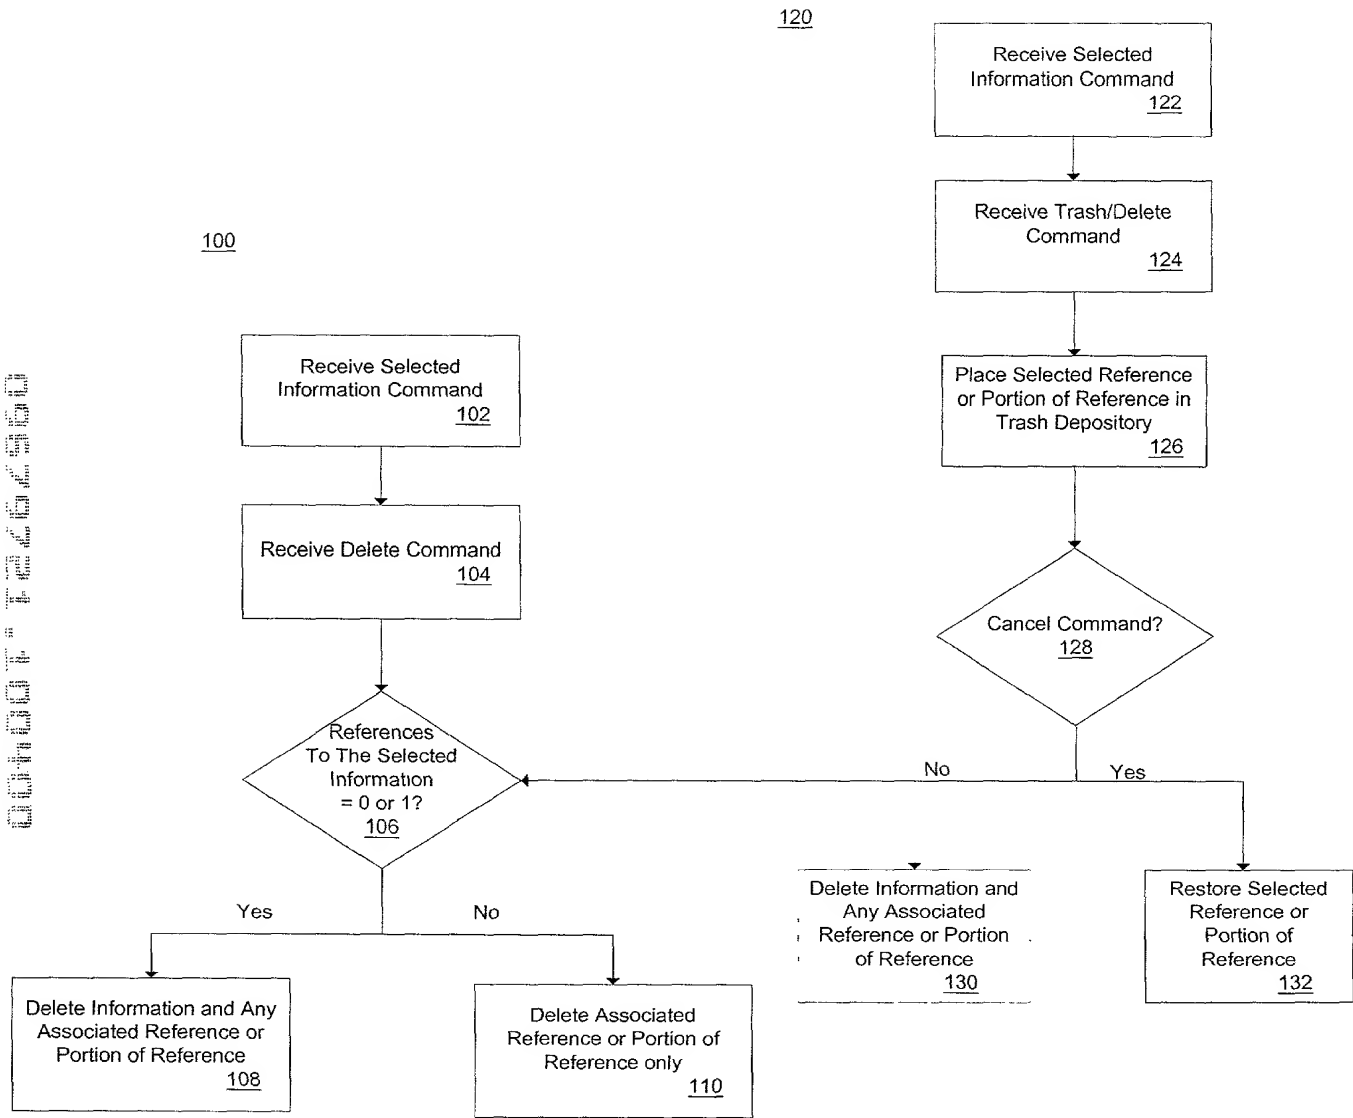 120
Receive Selected
Information Command
122
Receive Trash/Delete
Command
124
100
Place Selected Reference
or Portion of Reference in
Trash Depository
126
Receive Selected
Information Command
102
Receive Delete Command
104
Cancel Command?
128
References
To The Selected
Information
= 0 or 1?
106
No
Yes
Yes
No
Delete Information and
Any Associated
Reference or Portion
of Reference
130
Restore Selected
Reference or
Portion of
Reference
132
Delete Information and Any
Associated Reference or
Portion of Reference
108
Delete Associated
Reference or Portion of
Reference only
110